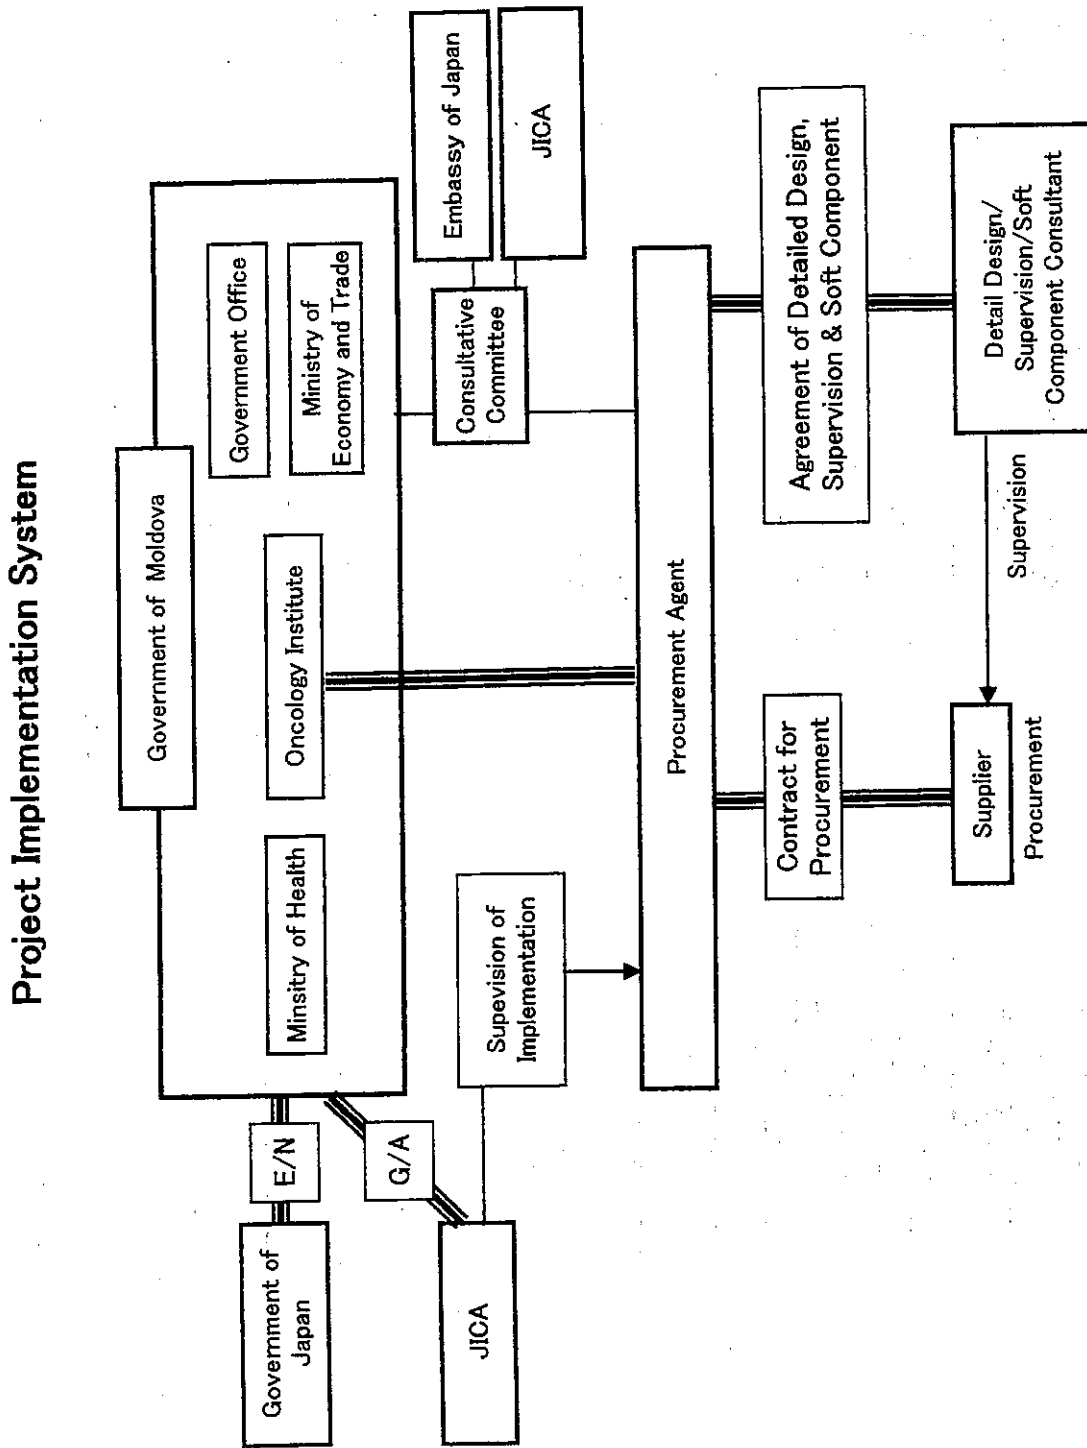 Project Implementation System
Government of Moldova
Government Office
Ministry of
Economy and Trade
Oncology Institute
Minsitry of Health
E/N
Government of
Japan
G/A
JICA
Embassy of Japan
JICA
Consultative
Committee
Supevision of
Implementation
Procurement Agent
Contract for
Procurement
Agreement of Detailed Design,
Supervision & Soft Component
Supplier
Procurement
Supervision
Detail Design/
Supervision/Soft
Component Consultant